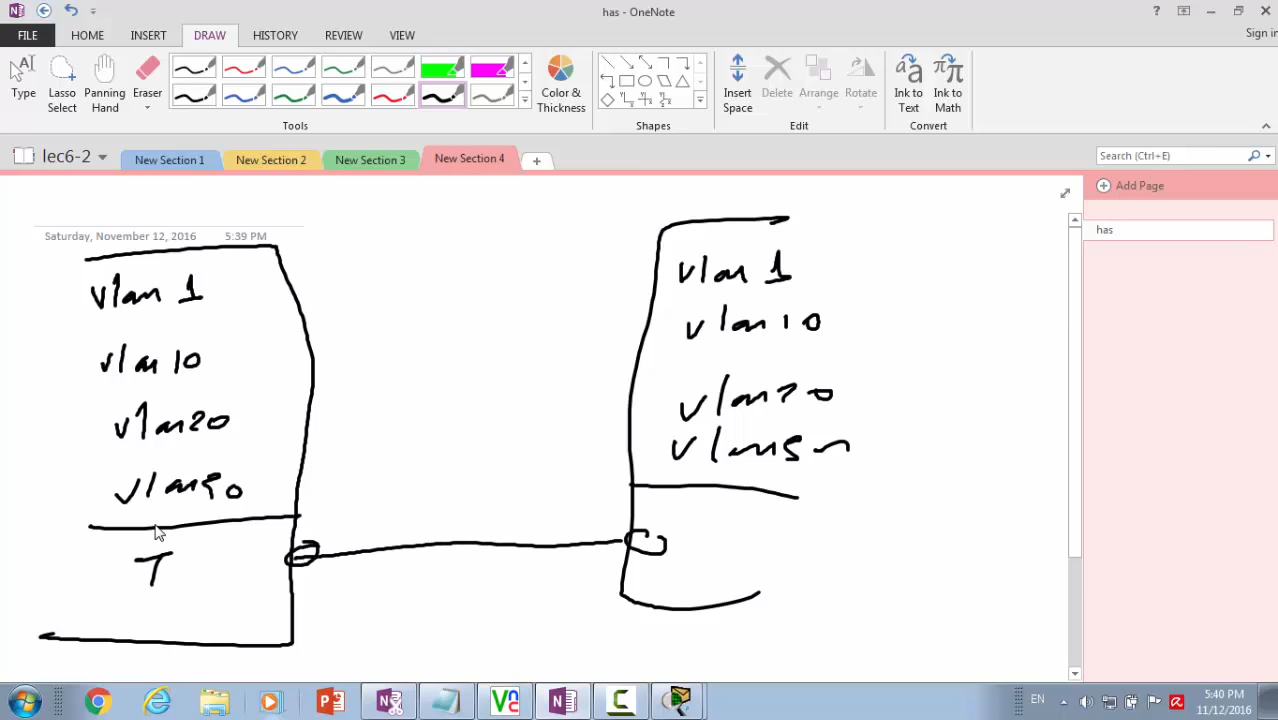 has - OneNote
FILE HOME INSERT DRAW HISTORY REVIEW VIEW Sign in
Type Lasso Select Panning Hand Eraser Color & Thickness Insert Space Delete Arrange Rotate Ink to Text Ink to Math
Tools Shapes Edit Convert
lec6-2 New Section 1 New Section 2 New Section 3 New Section 4 Search (Ctrl+E)
Add Page
has
Saturday, November 12, 2016 5:39 PM
vlan 1
vlan 10
vlan 20
vlan 50
T
vlan 1
vlan 10
vlan 20
EN 5:40 PM
11/12/2016